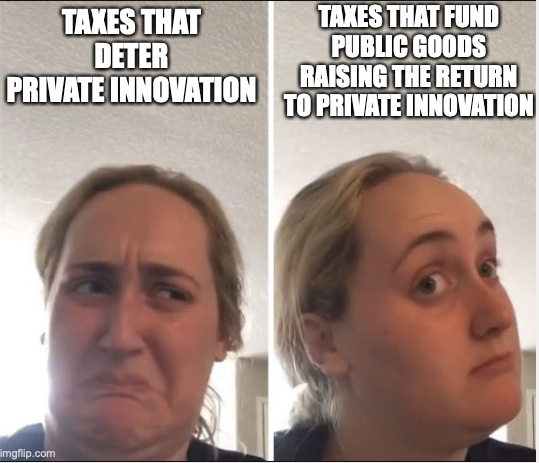 TAXES THAT
DETER
PRIVATE INNOVATION
TAXES THAT FUND
PUBLIC GOODS
RAISING THE RETURN
TO PRIVATE INNOVATION
imgflip.com